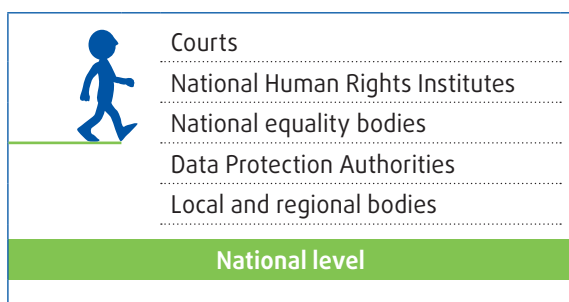 Courts
National Human Rights Institutes
National equality bodies
Data Protection Authorities
Local and regional bodies
National level